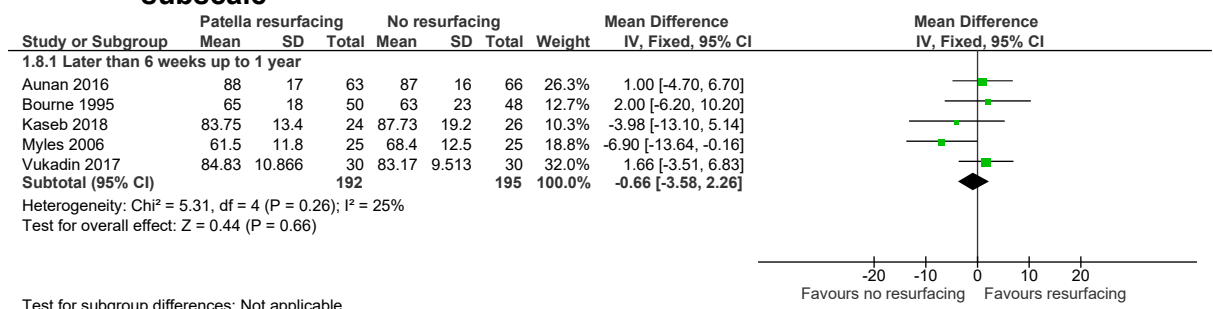 subscale
Patella resurfacing No resurfacing Mean Difference Mean Difference
Study or Subgroup Mean SD Total Mean SD Total Weight IV, Fixed, 95% CI IV, Fixed, 95% CI
1.8.1 Later than 6 weeks up to 1 year
Aunan 2016 88 17 63 87 16 66 26.3% 1.00 [-4.70, 6.70]
Bourne 1995 65 18 50 63 23 48 12.7% 2.00 [-6.20, 10.20]
Kaseb 2018 83.75 13.4 24 87.73 19.2 26 10.3% -3.98 [-13.10, 5.14]
Myles 2006 61.5 11.8 25 68.4 12.5 25 18.8% -6.90 [-13.64, -0.16]
Vukadin 2017 84.83 10.866 30 83.17 9.513 30 32.0% 1.66 [-3.51, 6.83]
Subtotal (95% CI) 192 195 100.0% -0.66 [-3.58, 2.26]
Heterogeneity: Chi² = 5.31, df = 4 (P = 0.26); I² = 25%
Test for overall effect: Z = 0.44 (P = 0.66)
-20 -10 0 10 20
Favours no resurfacing Favours resurfacing
Test for subgroup differences: Not applicable